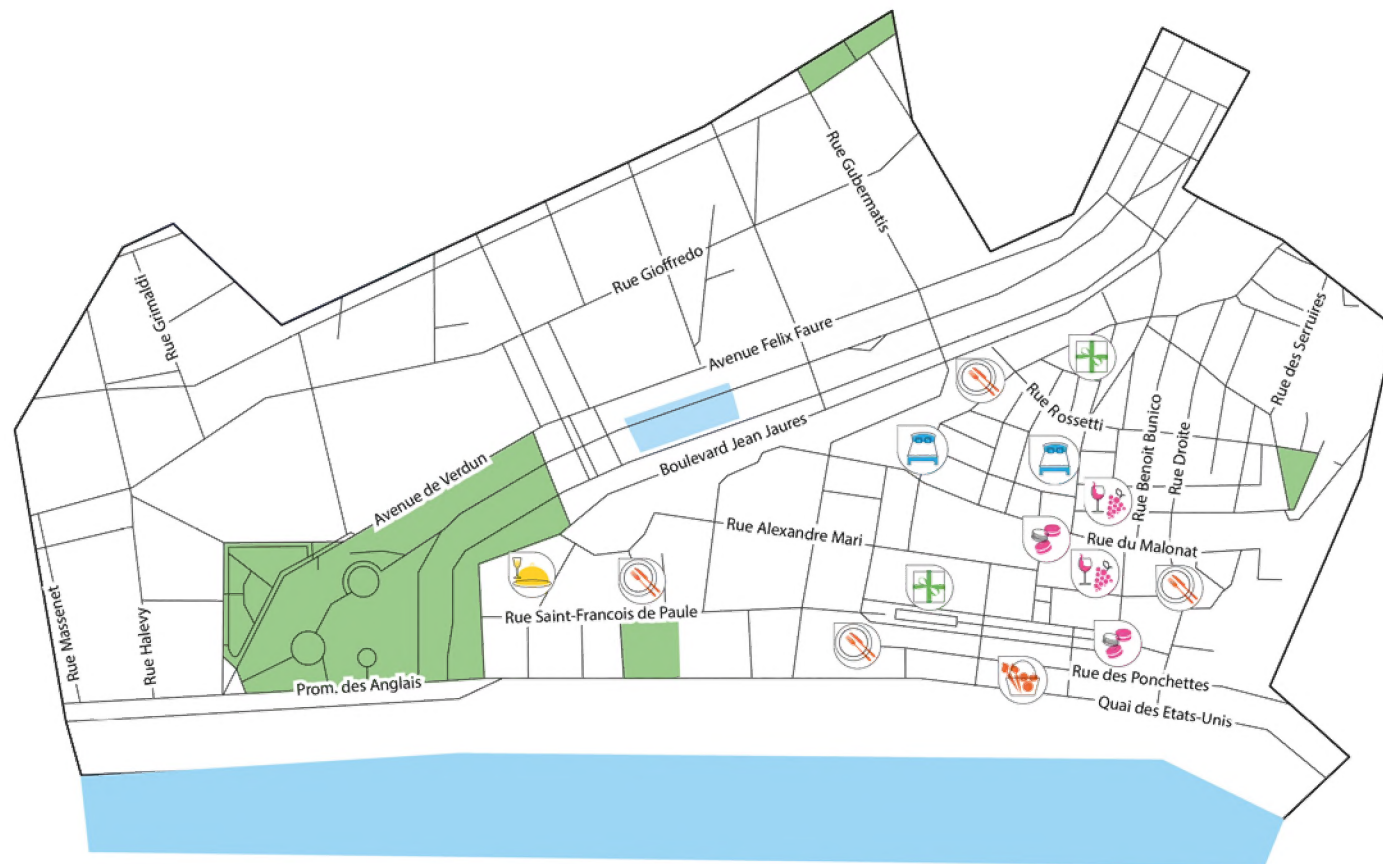 Rue Gubermatis
Rue Grimaldi
Rue Gioffredo
Rue des Serruires
Avenue Felix Faure
Rue Rossetti
Boulevard Jean Jaures
Rue Benoit Bunico
Rue Droite
Avenue de Verdun
Rue Alexandre Mari
Rue du Malonat
Rue Massenet
Rue Halevy
Rue Saint-Francois de Paule
Prom. des Anglais
Rue des Ponchettes
Quai des Etats-Unis